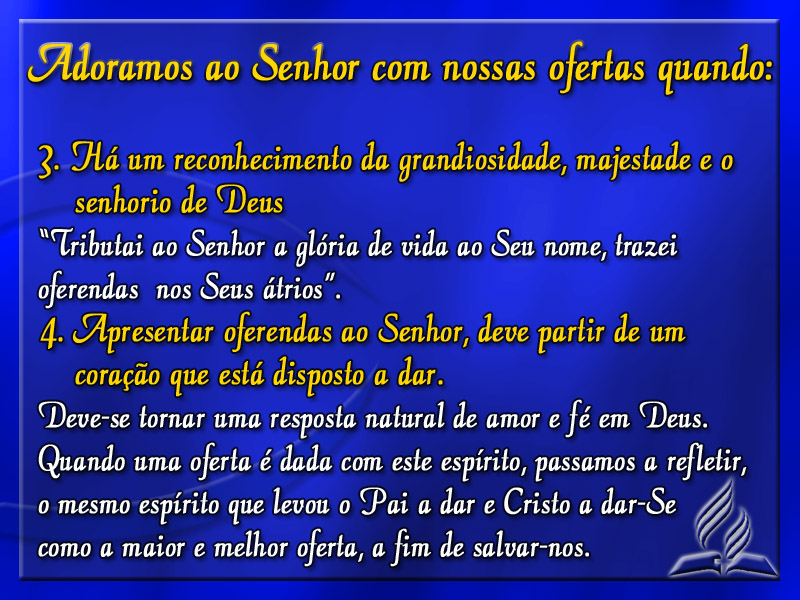 Adoramos ao Senhor com nossas ofertas quando:
3. Há um reconhecimento da grandiosidade, majestade e o
senhorio de Deus
“Tributai ao Senhor a glória de vida ao Seu nome, trazei
oferendas nos Seus átrios”.
4. Apresentar oferendas ao Senhor, deve partir de um
coração que está disposto a dar.
Deve-se tornar uma resposta natural de amor e fé em Deus.
Quando uma oferta é dada com este espírito, passamos a refletir,
o mesmo espírito que levou o Pai a dar e Cristo a dar-Se
como a maior e melhor oferta, a fim de salvar-nos.